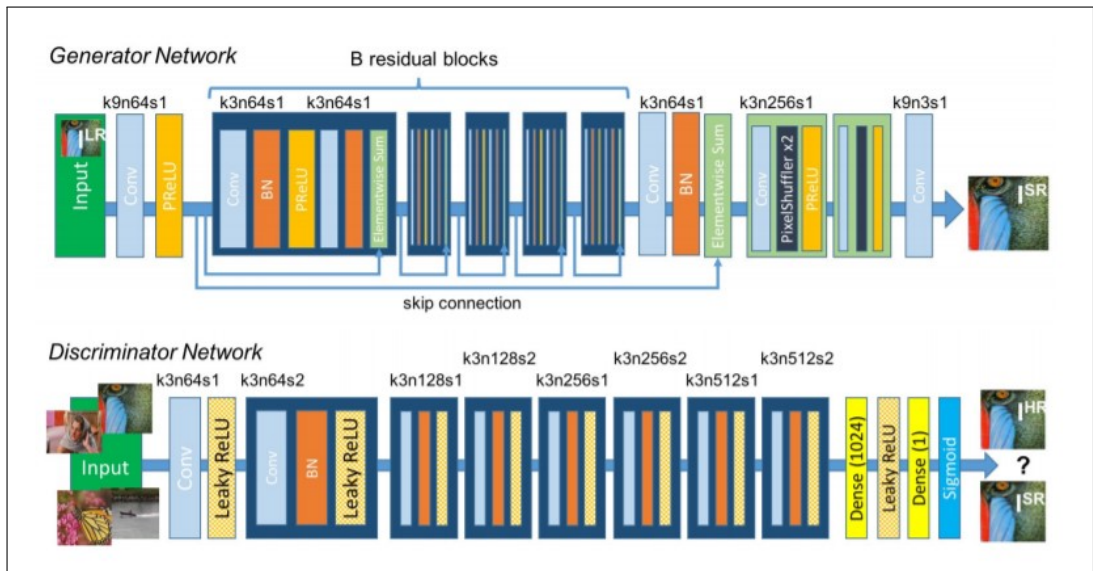 Generator Network
B residual blocks
k9n64s1
k3n64s1 k3n64s1
k3n64s1
k3n256s1
k9n3s1
I LR
Input
Conv
PReLU
Conv
BN
PReLU
Elementwise Sum
Conv
BN
Elementwise Sum
Conv
PixelShuffler x2
PReLU
Conv
I SR
skip connection
Discriminator Network
k3n64s1
k3n64s2
k3n128s1
k3n128s2
k3n256s1
k3n256s2
k3n512s1
k3n512s2
Input
Conv
Leaky ReLU
Conv
BN
Leaky ReLU
Dense (1024)
Leaky ReLU
Dense (1)
Sigmoid
I HR
?
I SR